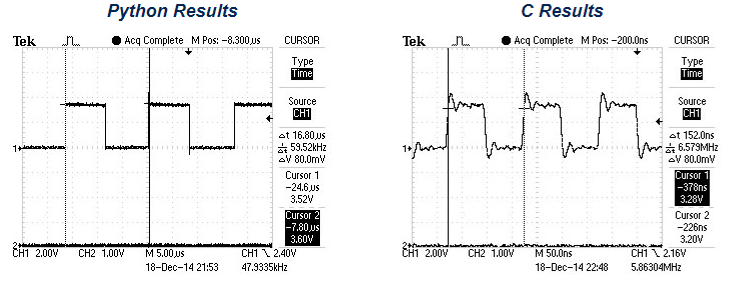 Python Results
Tek
Acq Complete
M Pos: -8.300µs
CURSOR
Type
Time
Source
CH1
Δt 16.80µs
1/Δt 59.52kHz
ΔV 80.0mV
Cursor 1
-24.6µs
3.52V
Cursor 2
-7.80µs
3.60V
1
2
CH1 2.00V
CH2 1.00V
M 5.00µs
CH1 \ 2.40V
18-Dec-14 21:53
47.9335kHz
C Results
Tek
Acq Complete
M Pos: -200.0ns
CURSOR
Type
Time
Source
CH1
Δt 152.0ns
1/Δt 6.579MHz
ΔV 80.0mV
Cursor 1
-378ns
3.28V
Cursor 2
-226ns
3.20V
1
2
CH1 2.00V
CH2 1.00V
M 50.0ns
CH1 \ 2.16V
18-Dec-14 22:48
5.86304MHz